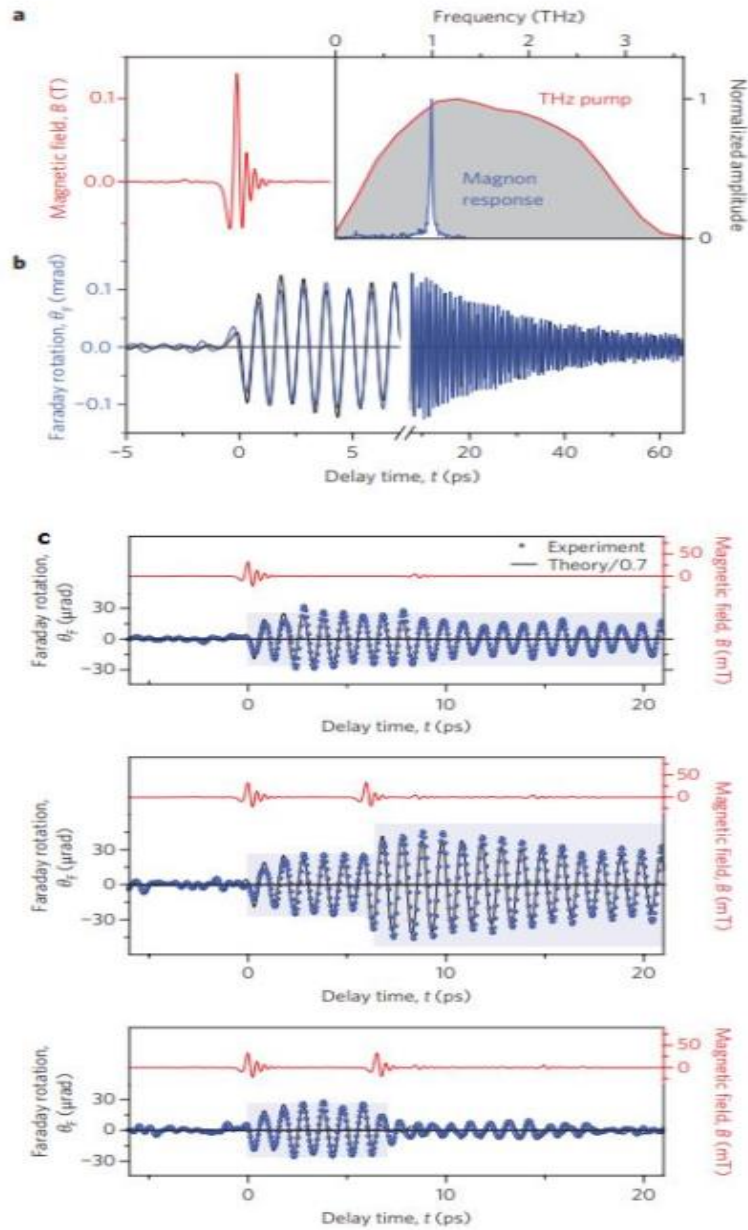 a
Frequency (THz)
0 1 2 3
Magnetic field, B (T)
0.1
0.0
THz pump
Magnon
response
1
0
Normalized amplitude
b
Faraday rotation, θF (mrad)
0.1
0.0
−0.1
−5 0 5 20 40 60
Delay time, t (ps)
c
Faraday rotation,
θF (μrad)
30
0
−30
• Experiment
— Theory/0.7
50
0
Magnetic field, B (mT)
0 10 20
Delay time, t (ps)
Faraday rotation,
θF (μrad)
30
0
−30
50
0
Magnetic field, B (mT)
0 10 20
Delay time, t (ps)
Faraday rotation,
θF (μrad)
30
0
−30
50
0
Magnetic field, B (mT)
0 10 20
Delay time, t (ps)